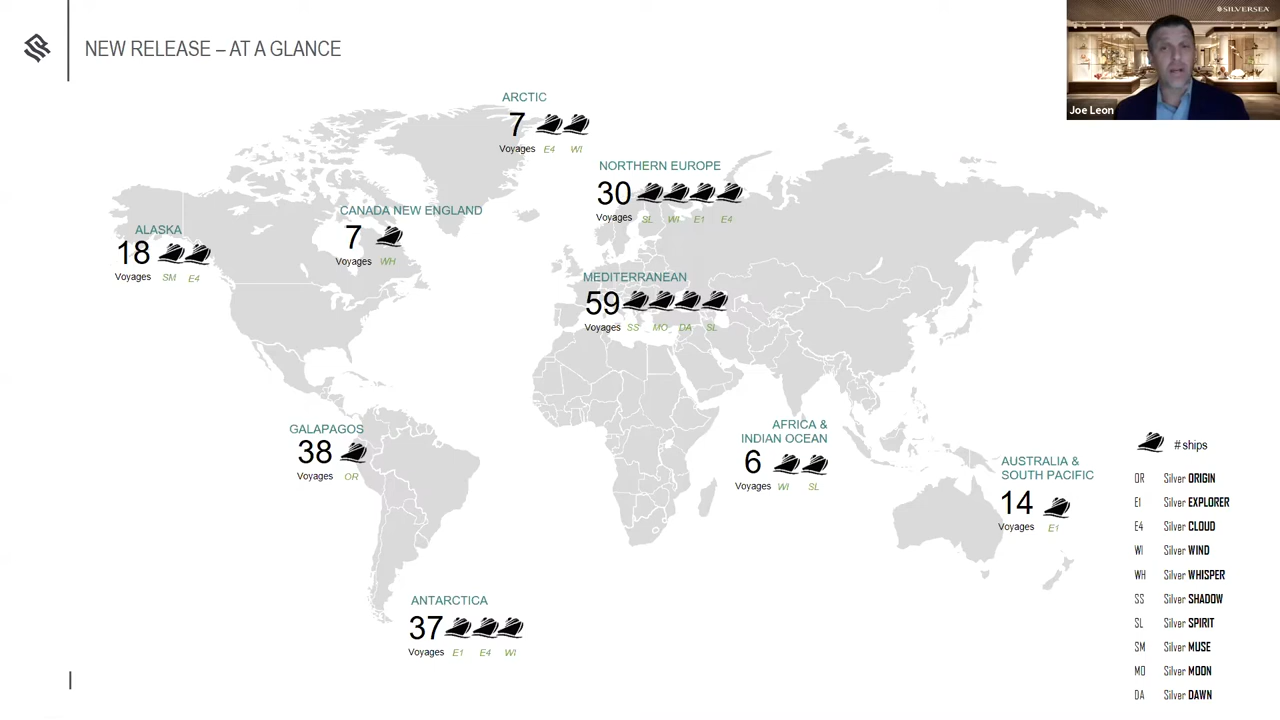 NEW RELEASE – AT A GLANCE
SILVERSEA
Joe Leon
ARCTIC
7
Voyages E4 WI
NORTHERN EUROPE
30
Voyages SL WI E1 E4
CANADA NEW ENGLAND
7
Voyages WH
ALASKA
18
Voyages SM E4
MEDITERRANEAN
59
Voyages SS MO DA SL
GALAPAGOS
38
Voyages OR
AFRICA &
INDIAN OCEAN
6
Voyages WI SL
AUSTRALIA &
SOUTH PACIFIC
14
Voyages E1
ANTARCTICA
37
Voyages E1 E4 WI
# ships
OR Silver ORIGIN
E1 Silver EXPLORER
E4 Silver CLOUD
WI Silver WIND
WH Silver WHISPER
SS Silver SHADOW
SL Silver SPIRIT
SM Silver MUSE
MO Silver MOON
DA Silver DAWN